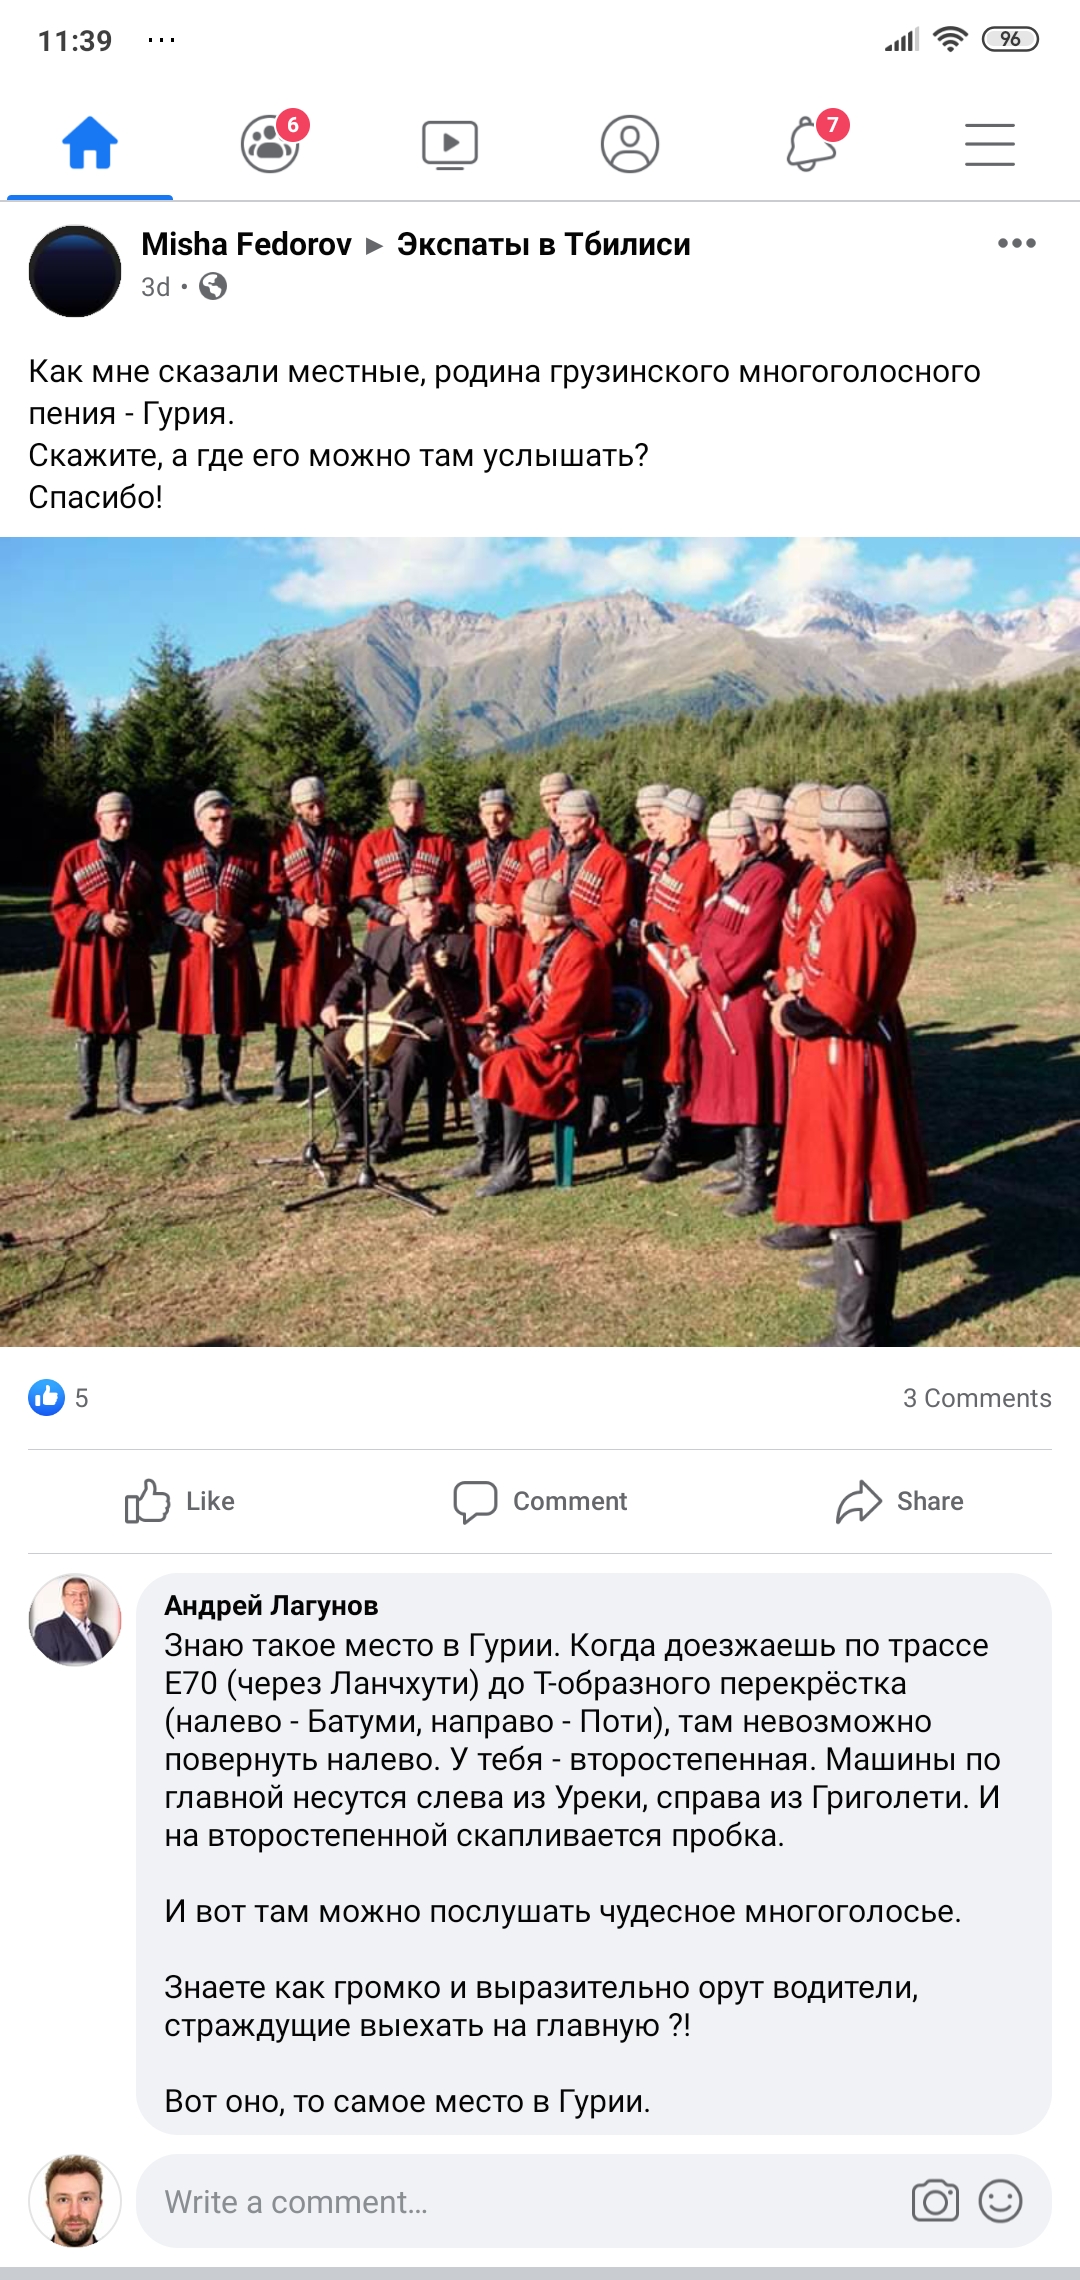 11:39 ...
96
6
7
Misha Fedorov ▸ Экспаты в Тбилиси
3d ·
Как мне сказали местные, родина грузинского многоголосного
пения - Гурия.
Скажите, а где его можно там услышать?
Спасибо!
5
3 Comments
Like
Comment
Share
Андрей Лагунов
Знаю такое место в Гурии. Когда доезжаешь по трассе
Е70 (через Ланчхути) до Т-образного перекрёстка
(налево - Батуми, направо - Поти), там невозможно
повернуть налево. У тебя - второстепенная. Машины по
главной несутся слева из Уреки, справа из Григолети. И
на второстепенной скапливается пробка.
И вот там можно послушать чудесное многоголосье.
Знаете как громко и выразительно орут водители,
страждущие выехать на главную ?!
Вот оно, то самое место в Гурии.
Write a comment...